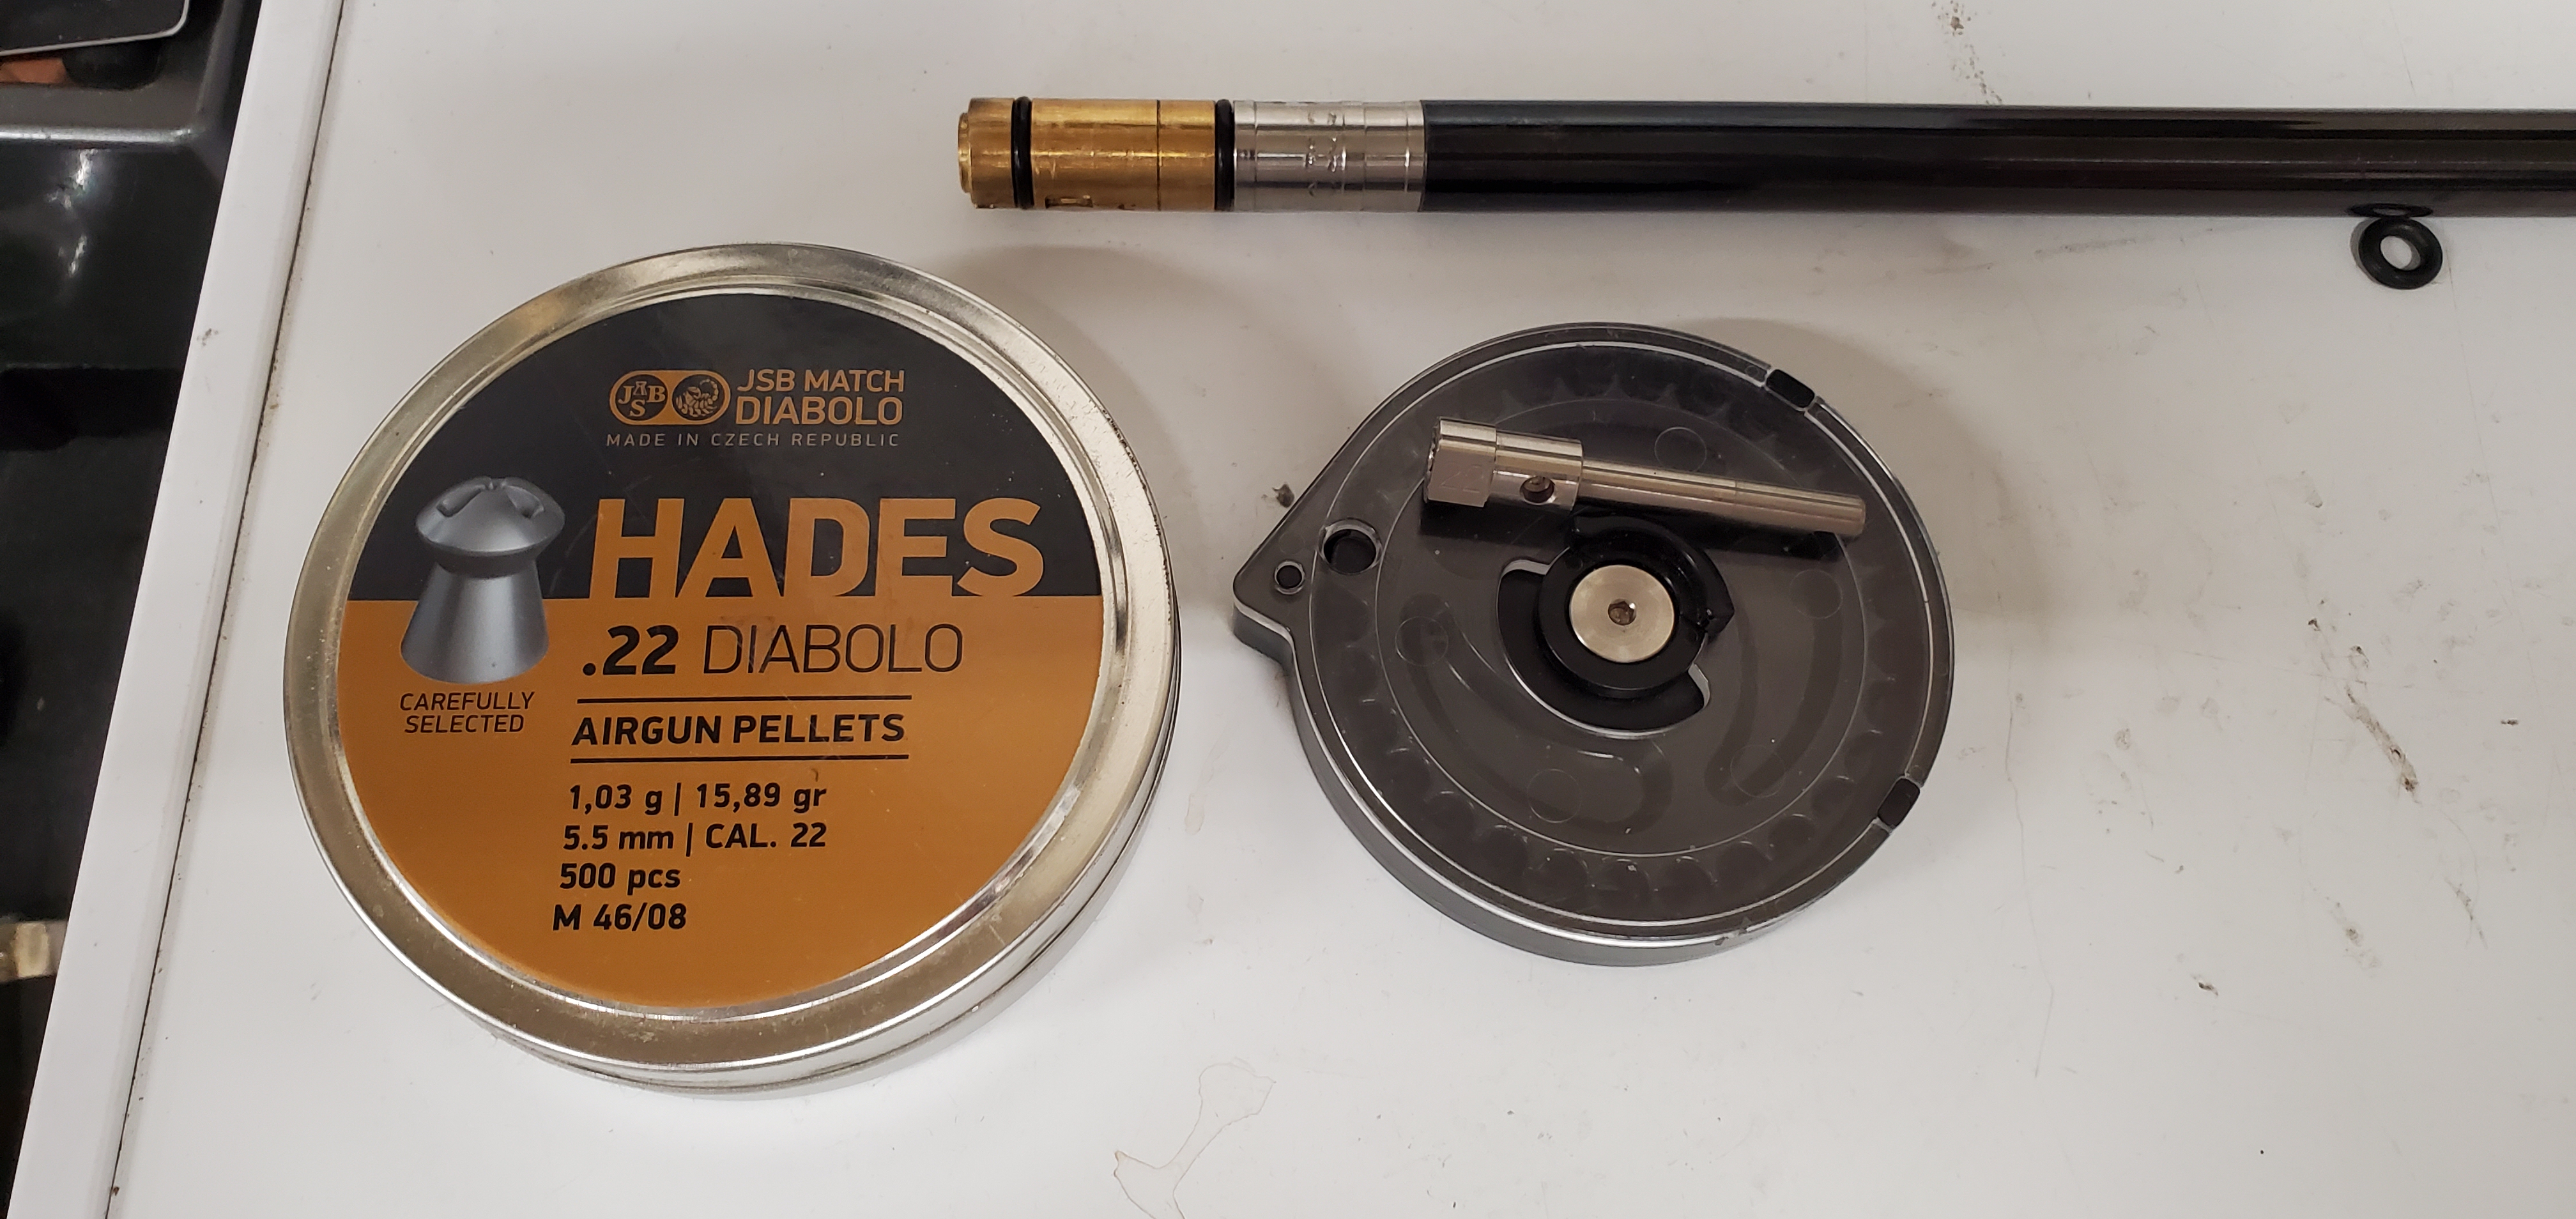 JSB
JSB MATCH
DIABOLO
MADE IN CZECH REPUBLIC
HADES
.22 DIABOLO
CAREFULLY
SELECTED
AIRGUN PELLETS
1,03 g | 15,89 gr
5.5 mm | CAL. 22
500 pcs
M 46/08